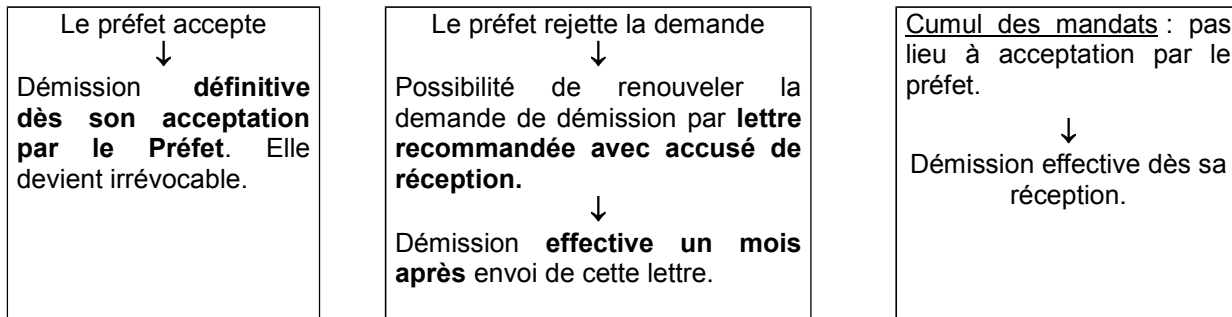 Le préfet accepte
↓
Démission définitive
dès son acceptation
par le Préfet. Elle
devient irrévocable.
Le préfet rejette la demande
↓
Possibilité de renouveler la
demande de démission par lettre
recommandée avec accusé de
réception.
↓
Démission effective un mois
après envoi de cette lettre.
Cumul des mandats : pas
lieu à acceptation par le
préfet.
↓
Démission effective dès sa
réception.